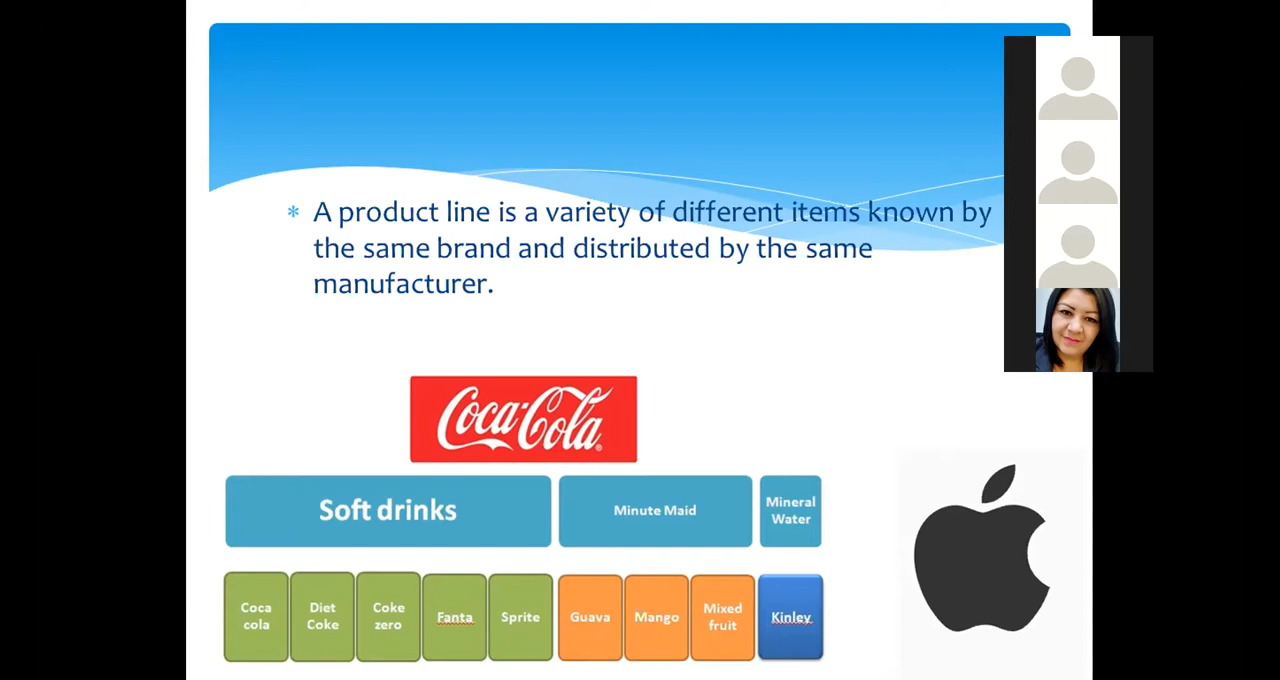 * A product line is a variety of different items known by
the same brand and distributed by the same
manufacturer.
Coca-Cola®
Soft drinks
Minute Maid
Mineral
Water
Coca
cola
Diet
Coke
Coke
zero
Fanta
Sprite
Guava
Mango
Mixed
fruit
Kinley